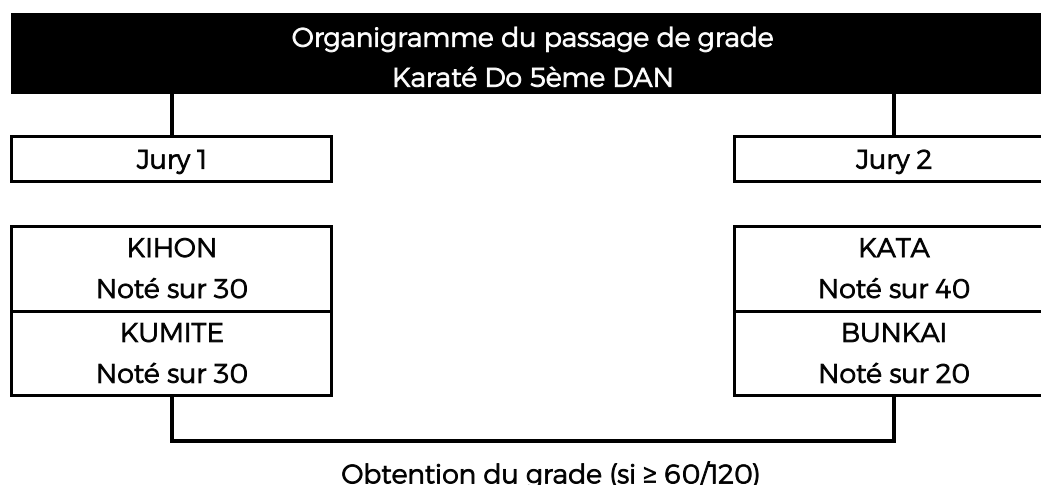 Organigramme du passage de grade
Karaté Do 5ème DAN
Jury 1
Jury 2
KIHON
Noté sur 30
KUMITE
Noté sur 30
KATA
Noté sur 40
BUNKAI
Noté sur 20
Obtention du grade (si ≥ 60/120)